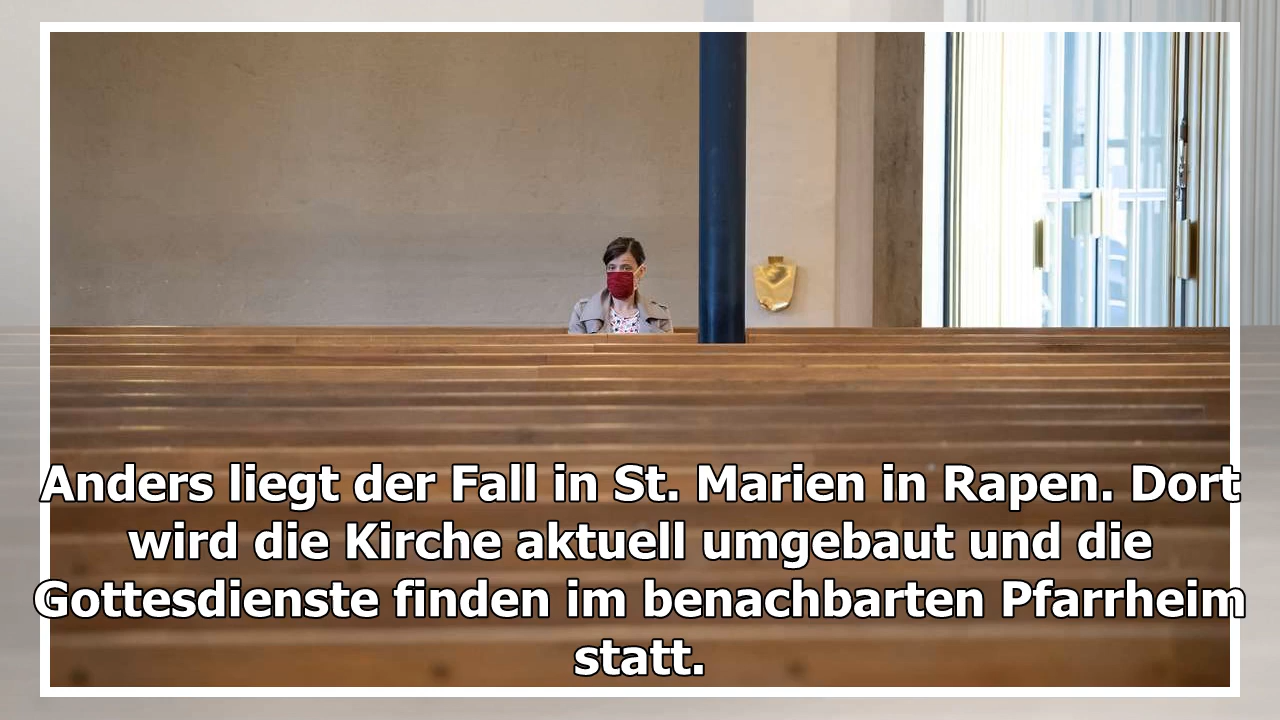 Anders liegt der Fall in St. Marien in Rapen. Dort
wird die Kirche aktuell umgebaut und die
Gottesdienste finden im benachbarten Pfarrheim
statt.